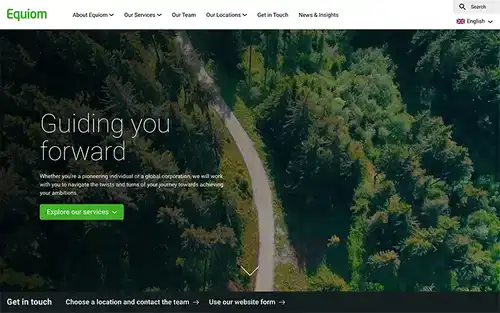 Equiom
About Equiom
Our Services
Our Team
Our Locations
Get in Touch
News & Insights
Search
English
Guiding you
forward
Whether you're a pioneering individual or a global corporation, we will work
with you to navigate the twists and turns of your journey towards achieving
your ambitions.
Explore our services
Get in touch
Choose a location and contact the team
Use our website form